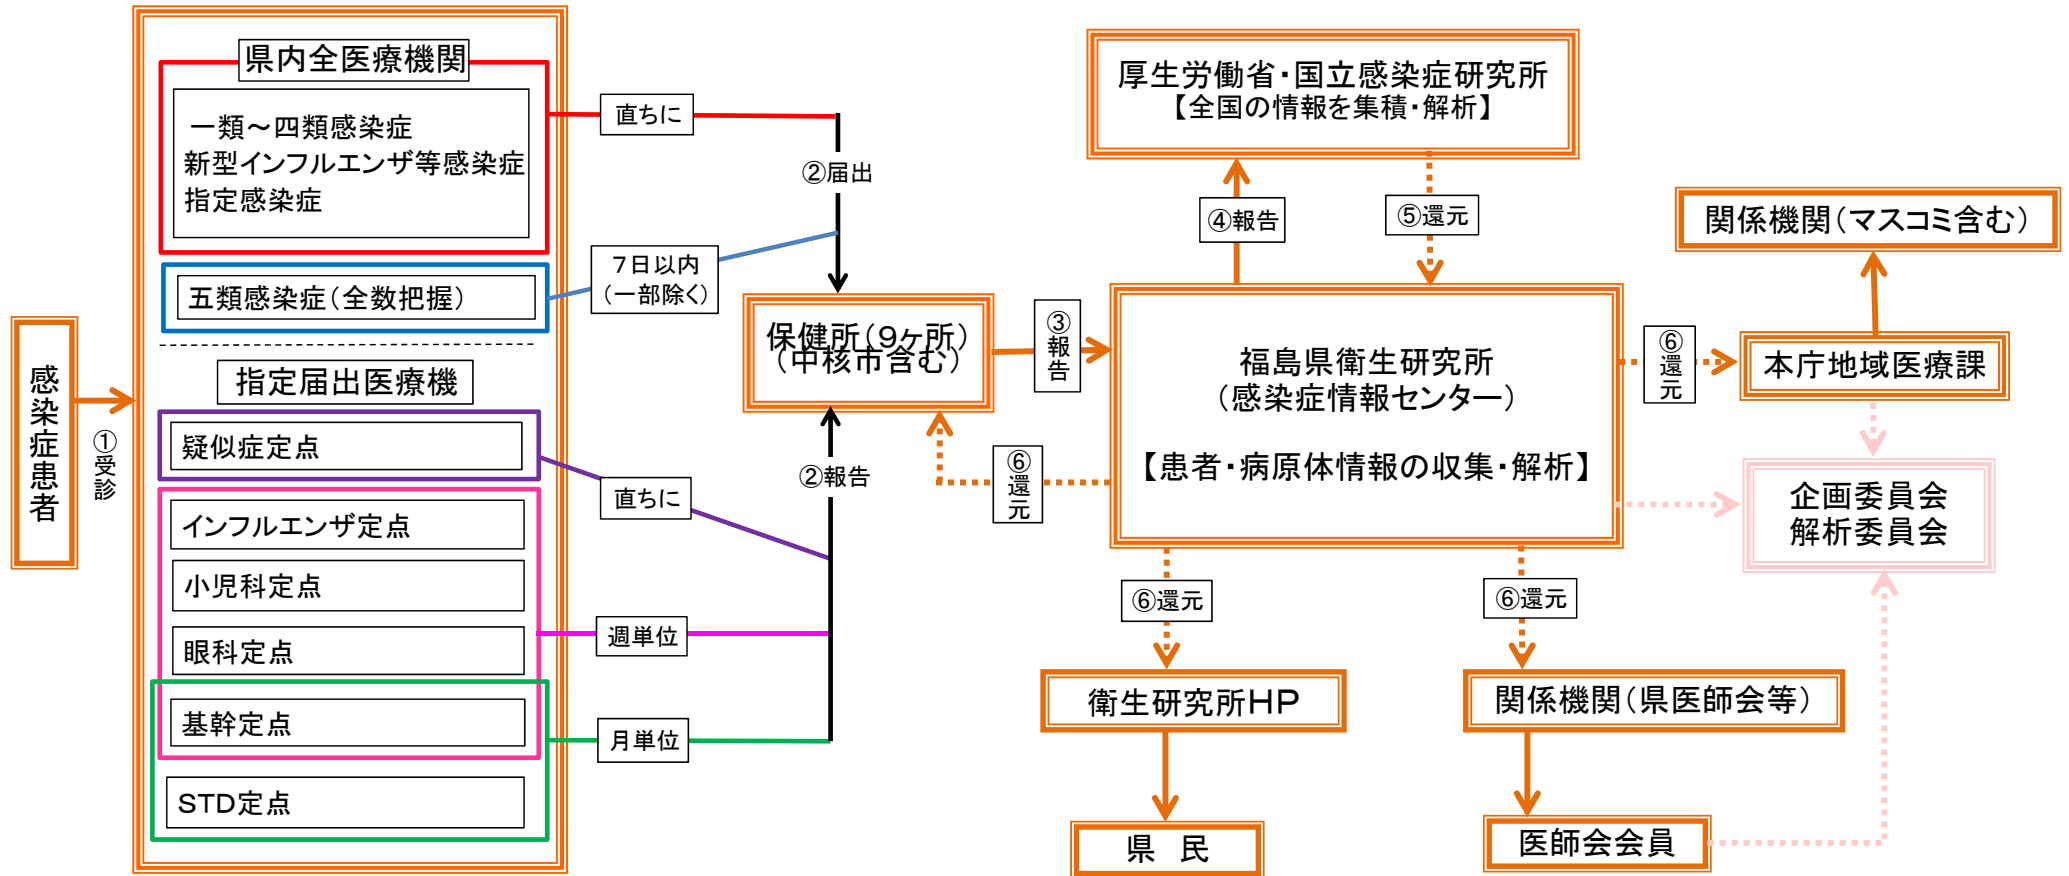 感染症患者
①受診
県内全医療機関
一類～四類感染症
新型インフルエンザ等感染症
指定感染症
五類感染症（全数把握）
指定届出医療機
疑似症定点
インフルエンザ定点
小児科定点
眼科定点
基幹定点
STD定点
直ちに
②届出
7日以内
（一部除く）
直ちに
②報告
週単位
月単位
保健所（9ヶ所）
（中核市含む）
③報告
⑥還元
厚生労働省・国立感染症研究所
【全国の情報を集積・解析】
④報告
⑤還元
福島県衛生研究所
（感染症情報センター）
【患者・病原体情報の収集・解析】
⑥還元
関係機関（マスコミ含む）
本庁地域医療課
企画委員会
解析委員会
⑥還元
⑥還元
衛生研究所HP
関係機関（県医師会等）
県　民
医師会会員